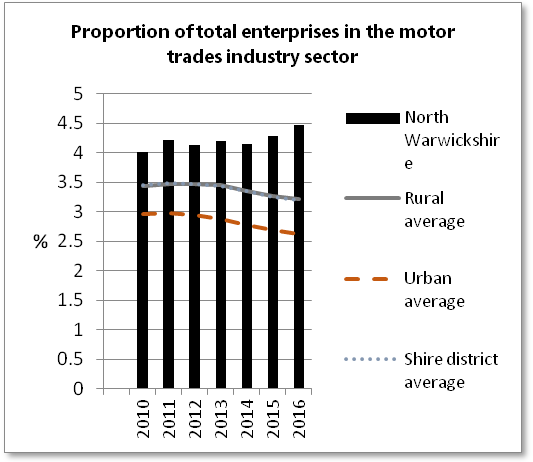 Proportion of total enterprises in the motor
trades industry sector
5
4.5
4
3.5
3
2.5
2
1.5
1
0.5
0
%
2010
2011
2012
2013
2014
2015
2016
North
Warwickshir
e
Rural
average
Urban
average
Shire district
average